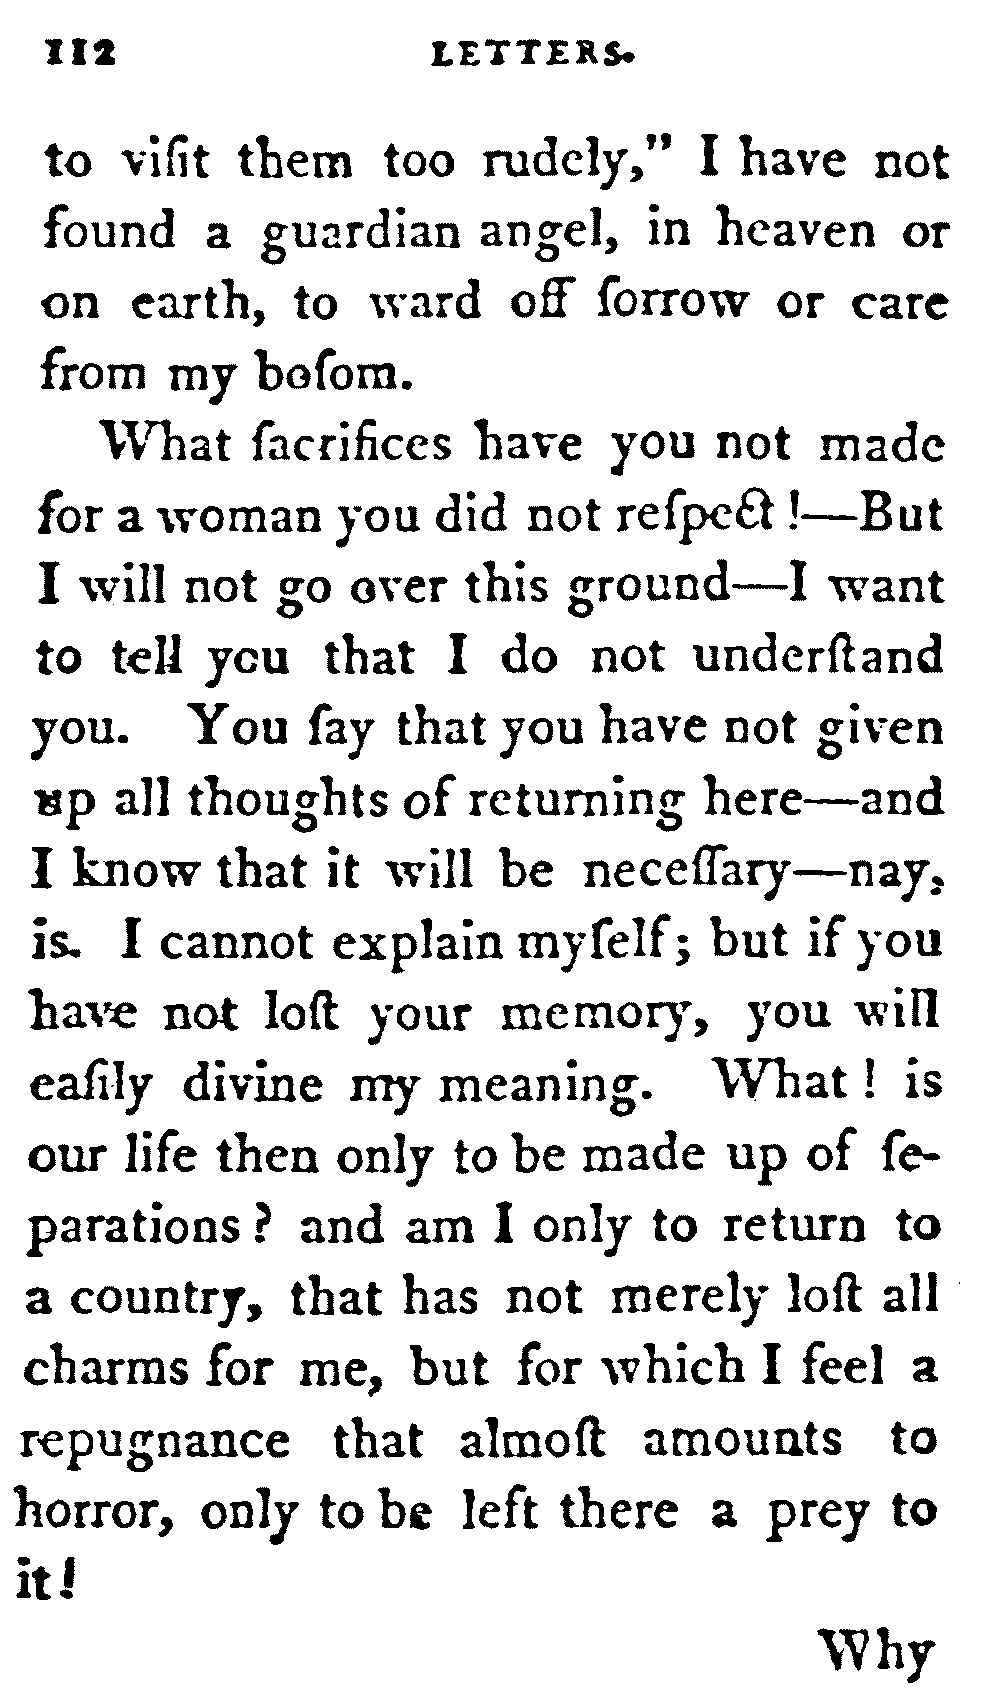 112 LETTERS.
to viſit them too rudely,” I have not
found a guardian angel, in heaven or
on earth, to ward off ſorrow or care
from my boſom.
What ſacrifices have you not made
for a woman you did not reſpect !—But
I will not go over this ground—I want
to tell you that I do not underſtand
you. You ſay that you have not given
up all thoughts of returning here—and
I know that it will be neceſſary—nay,
is. I cannot explain myſelf; but if you
have not loſt your memory, you will
eaſily divine my meaning. What ! is
our life then only to be made up of ſe-
parations ? and am I only to return to
a country, that has not merely loſt all
charms for me, but for which I feel a
repugnance that almoſt amounts to
horror, only to be left there a prey to
it !
Why